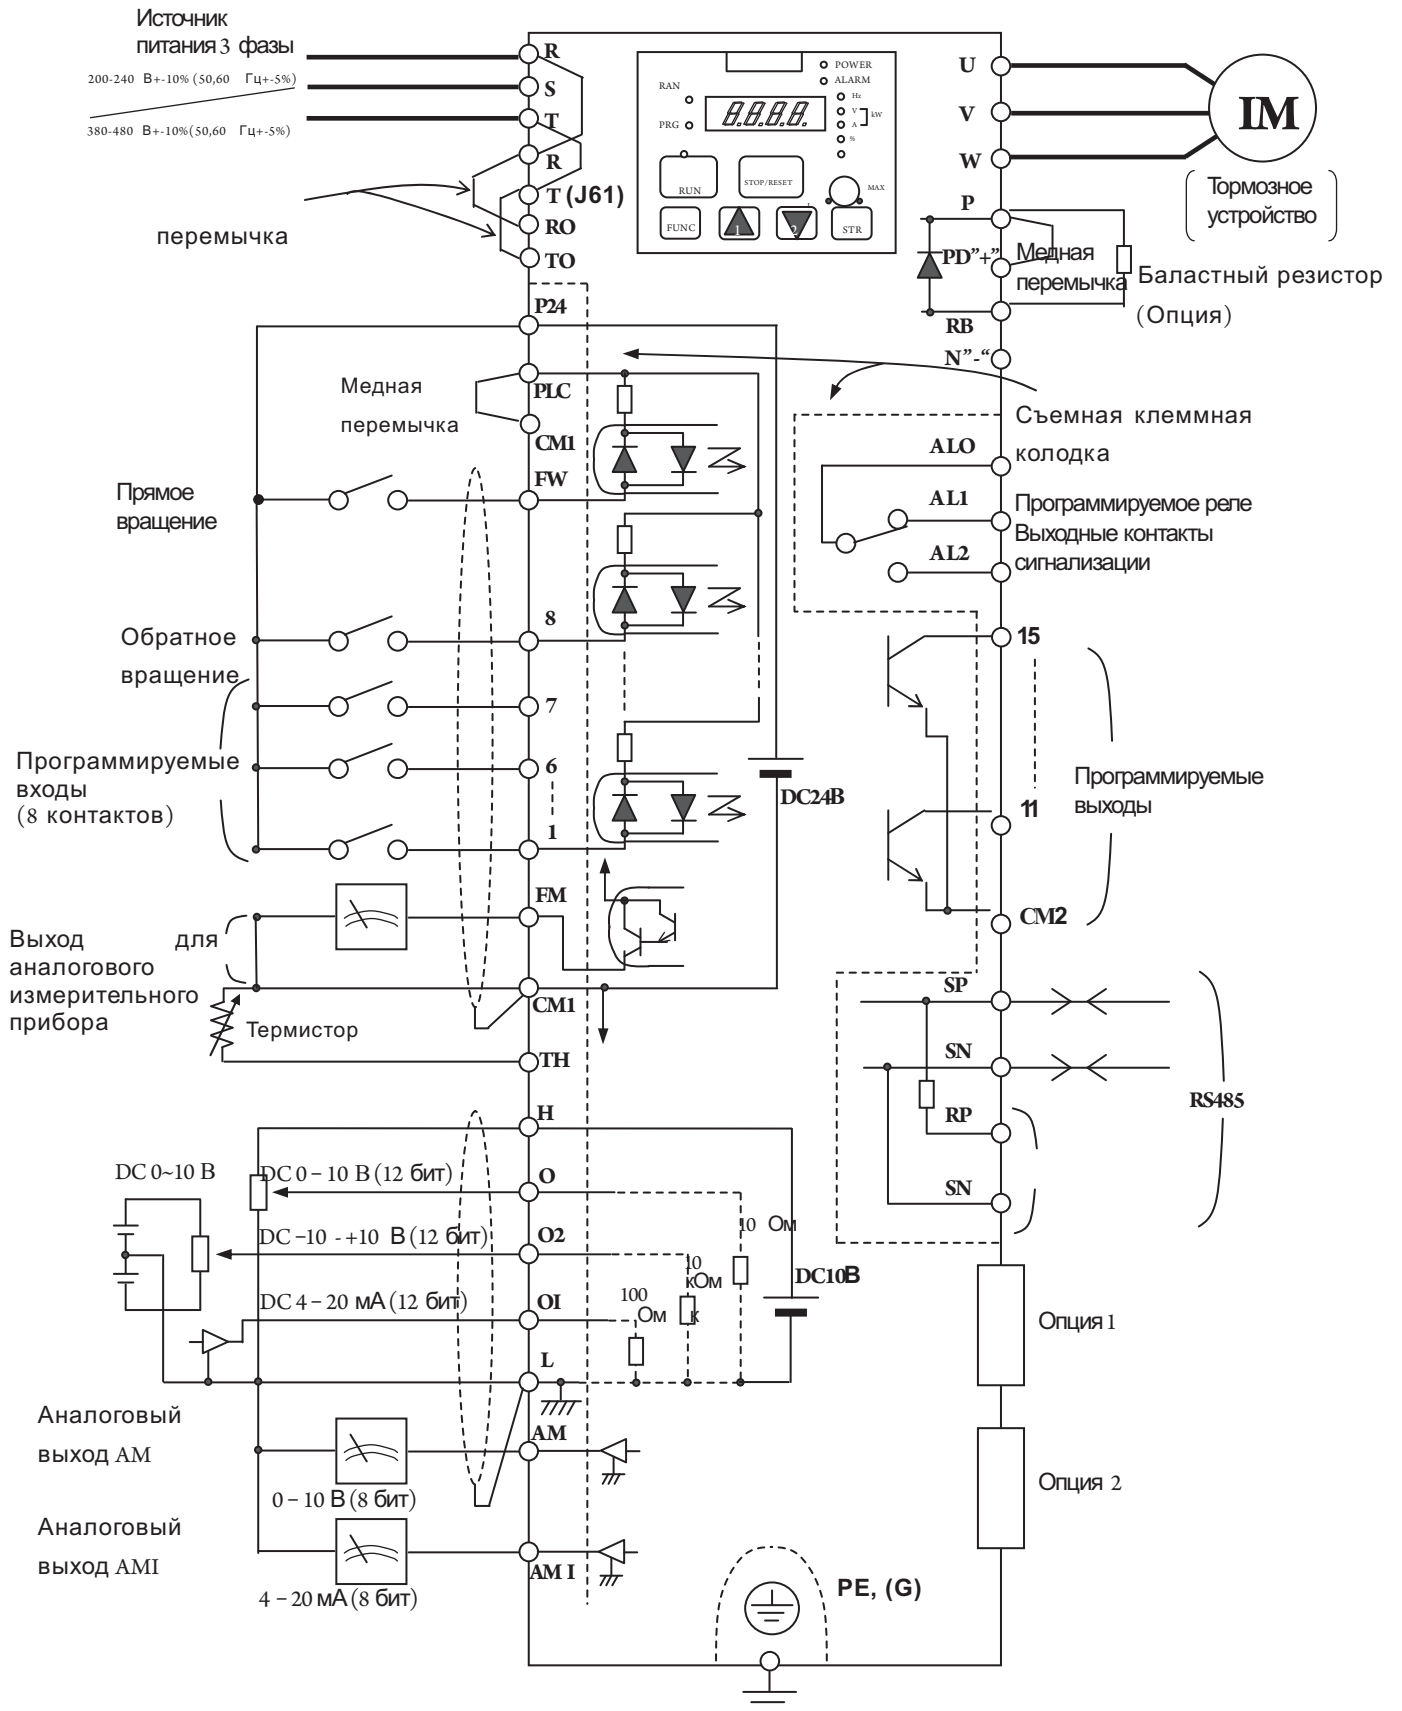 Источник
питания 3 фазы
200-240 В+-10% (50,60 Гц+-5%)
380-480 В+-10%(50,60 Гц+-5%)
перемычка
R
S
T
R
T (J61)
RO
TO
POWER
ALARM
RAN
PRG
8.8.8.8.
Hz
V
A
kW
%
RUN
STOP/RESET
MAX
FUNC
1
2
STR
U
V
W
IM
Тормозное
устройство
P
PD”+”
RB
N”-“
Медная
перемычка
Баластный резистор
(Опция)
P24
PLC
CM1
FW
Медная
перемычка
Прямое
вращение
Обратное
вращение
Программируемые
входы
(8 контактов)
8
7
6
1
DC24В
Съемная клеммная
колодка
ALO
AL1
AL2
Программируемое реле
Выходные контакты
сигнализации
15
11
CM2
Программируемые
выходы
FM
CM1
TH
Выход для
аналогового
измерительного
прибора
Термистор
SP
SN
RP
SN
RS485
H
O
O2
OI
L
AM
AM I
DC 0~10 В
DC 0 – 10 В (12 бит)
DC –10 - +10 В (12 бит)
DC 4 – 20 мА (12 бит)
10 Ом
10
кОм
к
100
Ом
DC10В
Опция 1
Опция 2
Аналоговый
выход AM
0 – 10 В (8 бит)
Аналоговый
выход AMI
4 – 20 мА (8 бит)
PE, (G)